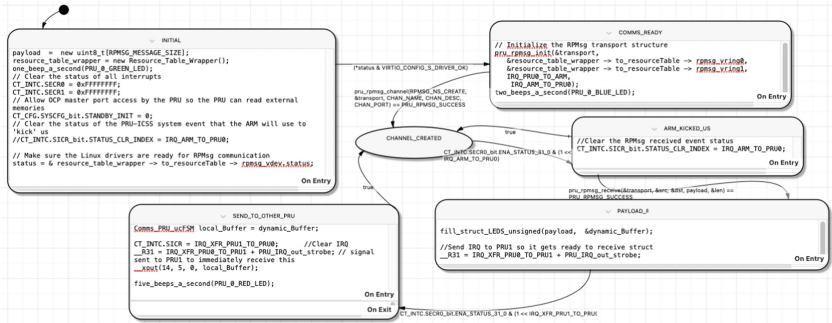 INITIAL
payload  =  new uint8_t[RPMSG_MESSAGE_SIZE];
resource_table_wrapper = new Resource_Table_Wrapper();
one_beep_a_second(PRU_0_GREEN_LED);
// Clear the status of all interrupts
CT_INTC.SECR0 = 0xFFFFFFFF;
CT_INTC.SECR1 = 0xFFFFFFFF;
// Allow OCP master port access by the PRU so the PRU can read external
memories
CT_CFG.SYSCFG_bit.STANDBY_INIT = 0;
// Clear the status of the PRU-ICSS system event that the ARM will use to
'kick' us
//CT_INTC.SICR_bit.STATUS_CLR_INDEX = IRQ_ARM_TO_PRU0;
// Make sure the Linux drivers are ready for RPMsg communication
status = & resource_table_wrapper -> to_resourceTable -> rpmsg_vdev.status;
On Entry
(*status & VIRTIO_CONFIG_S_DRIVER_OK)
COMMS_READY
// Initialize the RPMsg transport structure
pru_rpmsg_init(&transport,
&resource_table_wrapper -> to_resourceTable -> rpmsg_vring0,
&resource_table_wrapper -> to_resourceTable -> rpmsg_vring1,
IRQ_PRU0_TO_ARM,
IRQ_ARM_TO_PRU0);
two_beeps_a_second(PRU_0_BLUE_LED);
On Entry
pru_rpmsg_channel(RPMSG_NS_CREATE,
&transport, CHAN_NAME, CHAN_DESC,
CHAN_PORT) == PRU_RPMSG_SUCCESS
CHANNEL_CREATED
true
CT_INTC.SECR0_bit.ENA_STATUS_31_0 & (1 <<
IRQ_ARM_TO_PRU0)
ARM_KICKED_US
//Clear the RPMsg received event status
CT_INTC.SICR_bit.STATUS_CLR_INDEX = IRQ_ARM_TO_PRU0;
On Entry
pru_rpmsg_receive(&transport, &src, &dst, payload, &len) ==
PRU_RPMSG_SUCCESS
true
SEND_TO_OTHER_PRU
Comms_PRU_ucFSM local_Buffer = dynamic_Buffer;
CT_INTC.SICR = IRQ_XFR_PRU1_TO_PRU0;      //Clear IRQ
__R31 = IRQ_XFR_PRU0_TO_PRU1 + PRU_IRQ_out_strobe; // signal
sent to PRU1 to immediately receive this
__xout(14, 5, 0, local_Buffer);
five_beeps_a_second(PRU_0_RED_LED);
On Entry
On Exit
PAYLOAD_II
fill_struct_LEDS_unsigned(payload,  &dynamic_Buffer);
//Send IRQ to PRU1 so it gets ready to receive struct
__R31 = IRQ_XFR_PRU0_TO_PRU1 + PRU_IRQ_out_strobe;
On Entry
CT_INTC.SECR0_bit.ENA_STATUS_31_0 & (1 << IRQ_XFR_PRU1_TO_PRU(